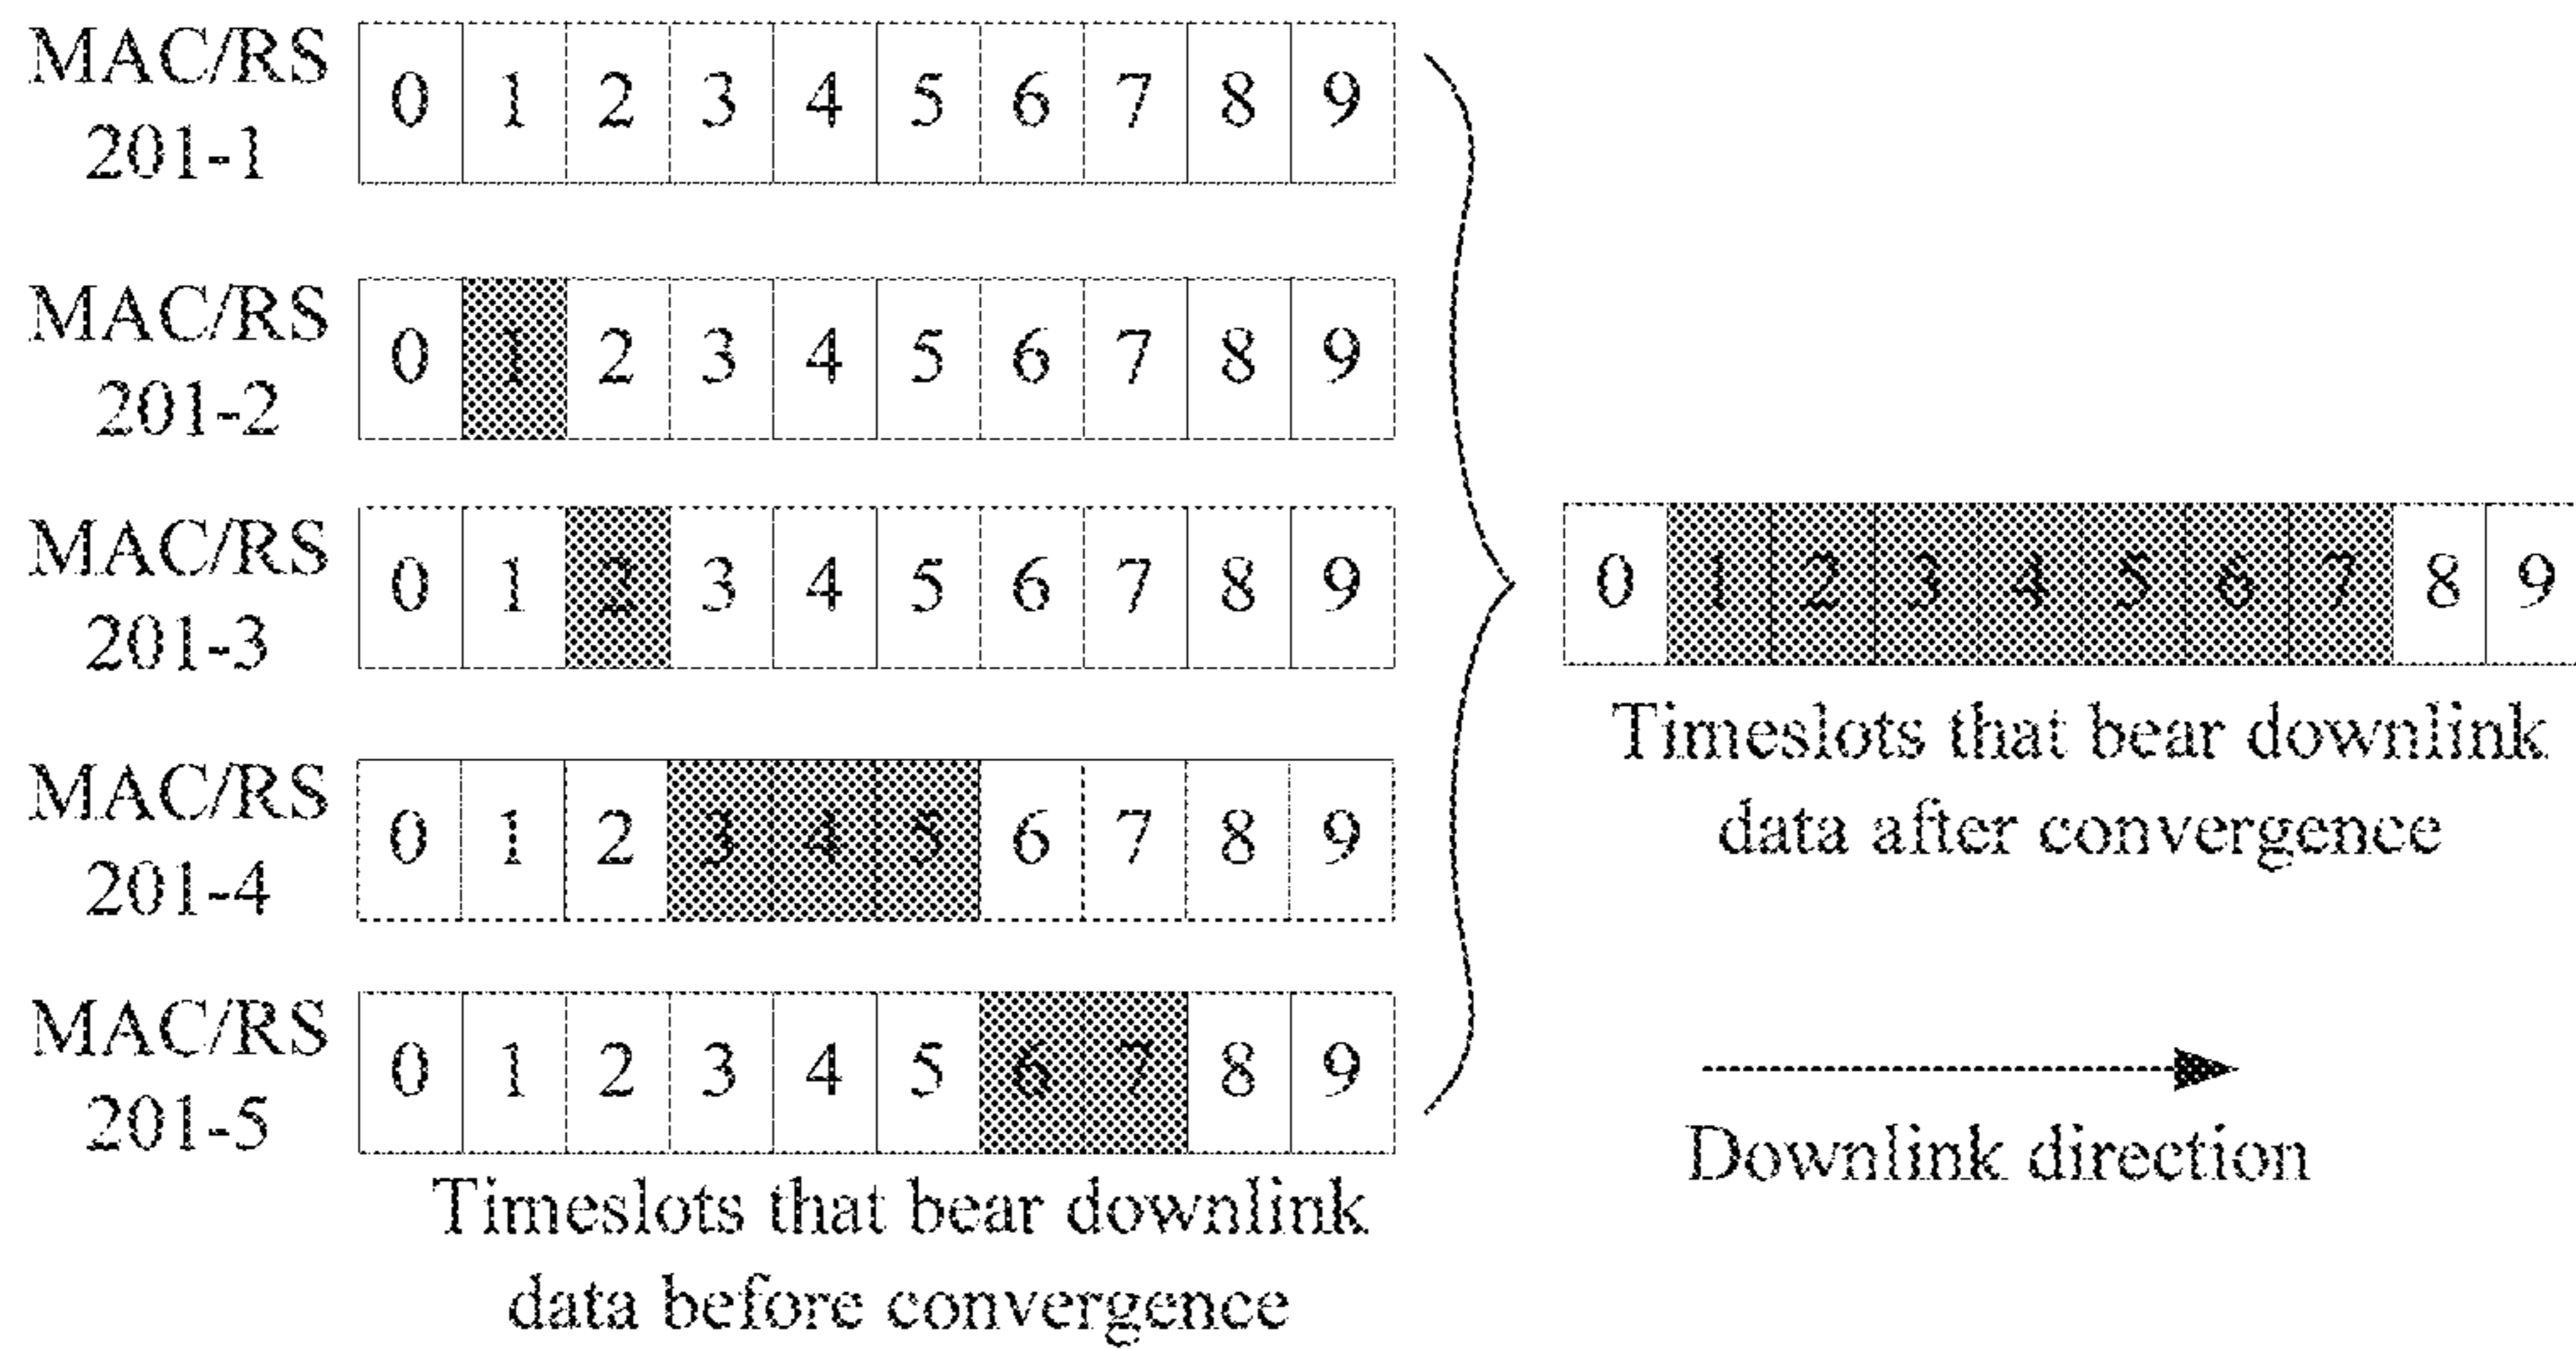 MAC/RS
201-1
0 1 2 3 4 5 6 7 8 9
MAC/RS
201-2
0 1 2 3 4 5 6 7 8 9
MAC/RS
201-3
0 1 2 3 4 5 6 7 8 9
MAC/RS
201-4
0 1 2 3 4 5 6 7 8 9
MAC/RS
201-5
0 1 2 3 4 5 6 7 8 9
Timeslots that bear downlink
data before convergence
0 1 2 3 4 5 6 7 8 9
Timeslots that bear downlink
data after convergence
Downlink direction